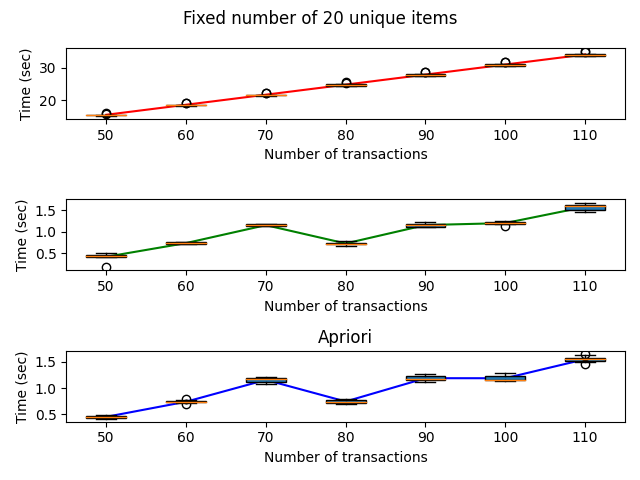 Fixed number of 20 unique items
Time (sec)
30
20
50 60 70 80 90 100 110
Number of transactions
Time (sec)
1.5
1.0
0.5
50 60 70 80 90 100 110
Number of transactions
Apriori
Time (sec)
1.5
1.0
0.5
50 60 70 80 90 100 110
Number of transactions